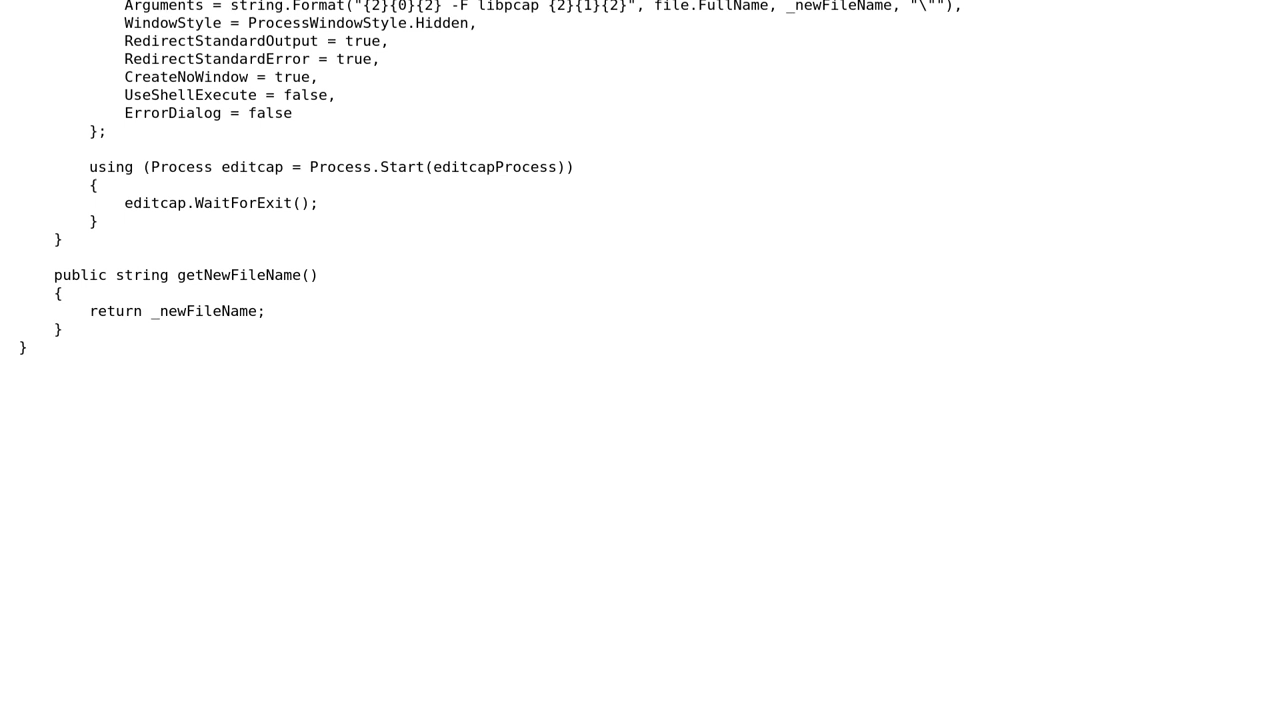 Arguments = string.Format("{2}{0}{2} -F libpcap {2}{1}{2}", file.FullName, _newFileName, "\""),
WindowStyle = ProcessWindowStyle.Hidden,
RedirectStandardOutput = true,
RedirectStandardError = true,
CreateNoWindow = true,
UseShellExecute = false,
ErrorDialog = false
};
using (Process editcap = Process.Start(editcapProcess))
{
editcap.WaitForExit();
}
}
public string getNewFileName()
{
return _newFileName;
}
}